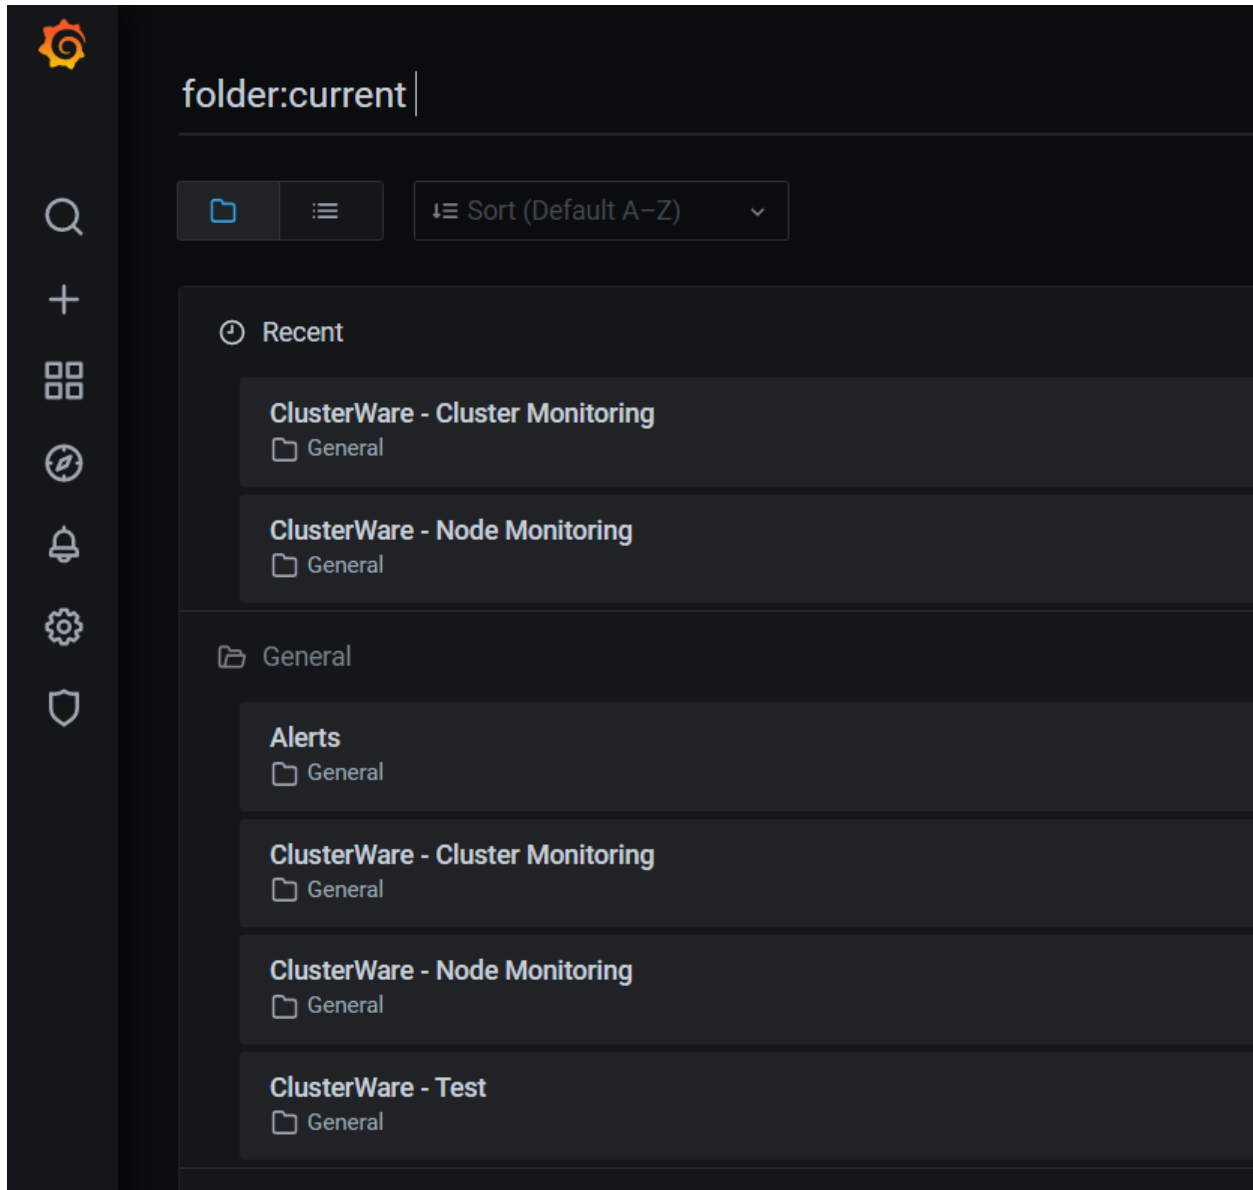 folder:current
Sort (Default A–Z)
Recent
ClusterWare - Cluster Monitoring
General
ClusterWare - Node Monitoring
General
General
Alerts
General
ClusterWare - Cluster Monitoring
General
ClusterWare - Node Monitoring
General
ClusterWare - Test
General